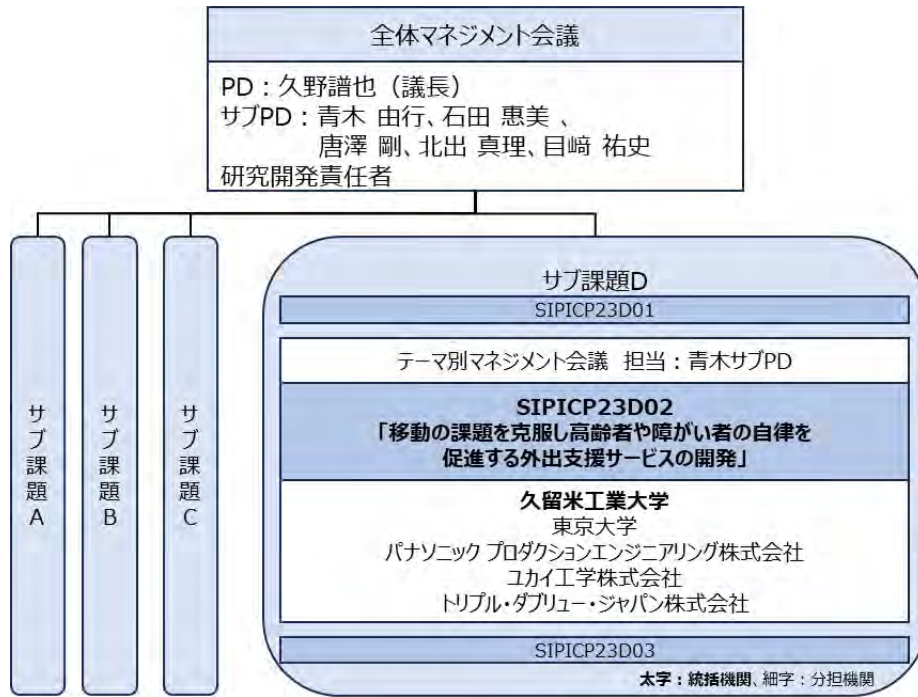 全体マネジメント会議
PD：久野譜也（議長）
サブPD：青木 由行、石田 惠美 、
唐澤 剛、北出 真理、目﨑 祐史
研究開発責任者
サブ課題A
サブ課題B
サブ課題C
サブ課題D
SIPICP23D01
テーマ別マネジメント会議 担当：青木サブPD
SIPICP23D02
「移動の課題を克服し高齢者や障がい者の自律を
促進する外出支援サービスの開発」
久留米工業大学
東京大学
パナソニック プロダクションエンジニアリング株式会社
ユカイ工学株式会社
トリプル・ダブリュー・ジャパン株式会社
SIPICP23D03
太字：統括機関、細字：分担機関